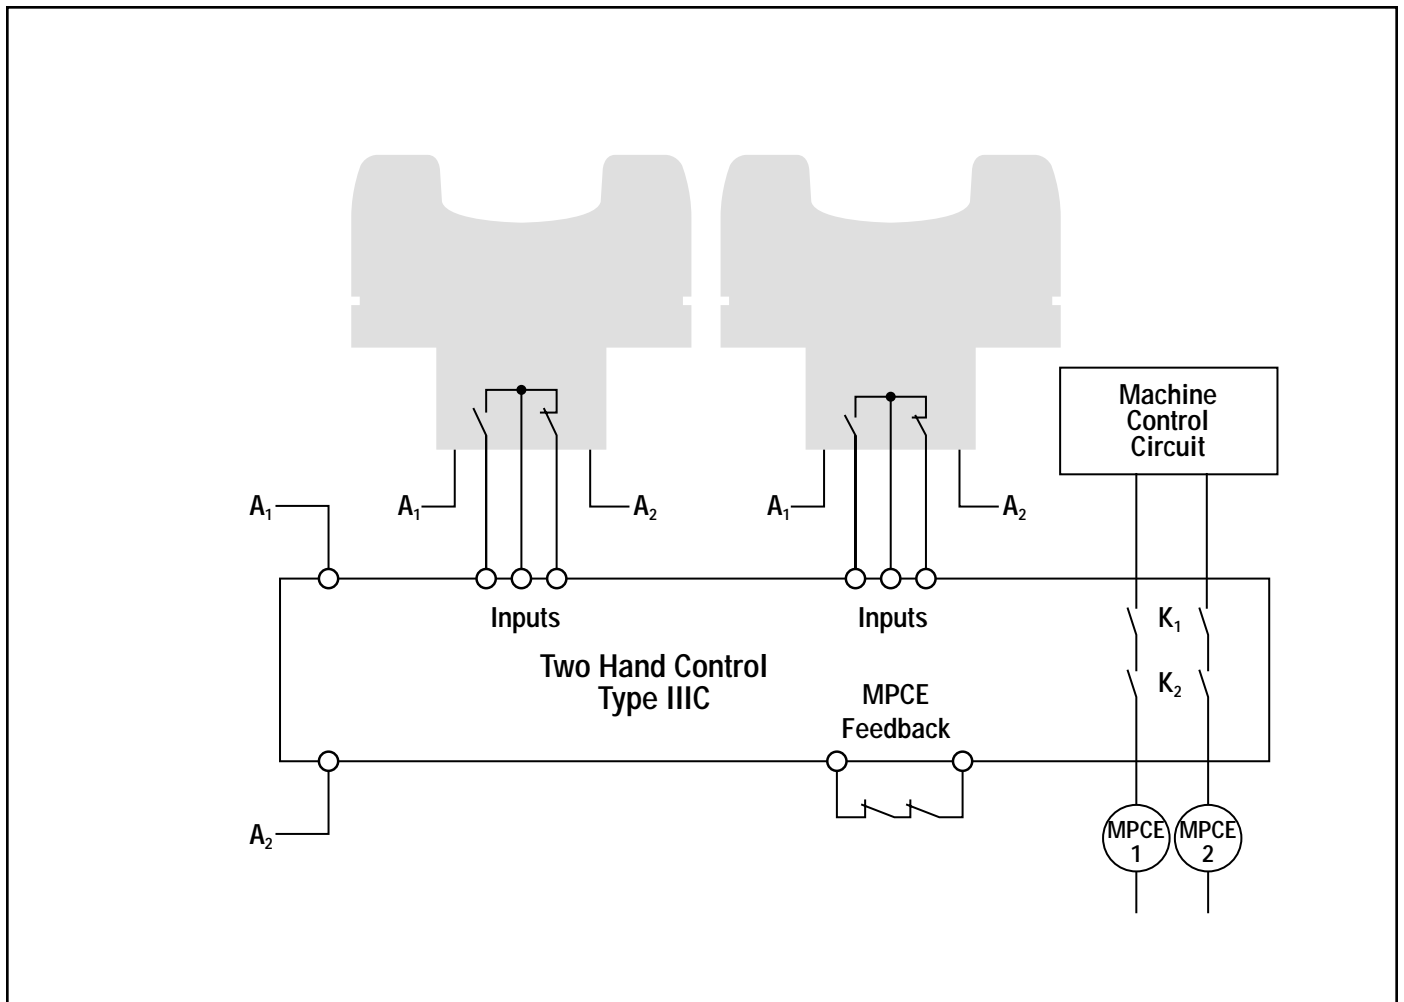 Machine
Control
Circuit
A₁
A₁
A₂
A₁
A₂
Inputs
Inputs
K₁
Two Hand Control
Type IIIC
K₂
MPCE
Feedback
A₂
MPCE
1
MPCE
2